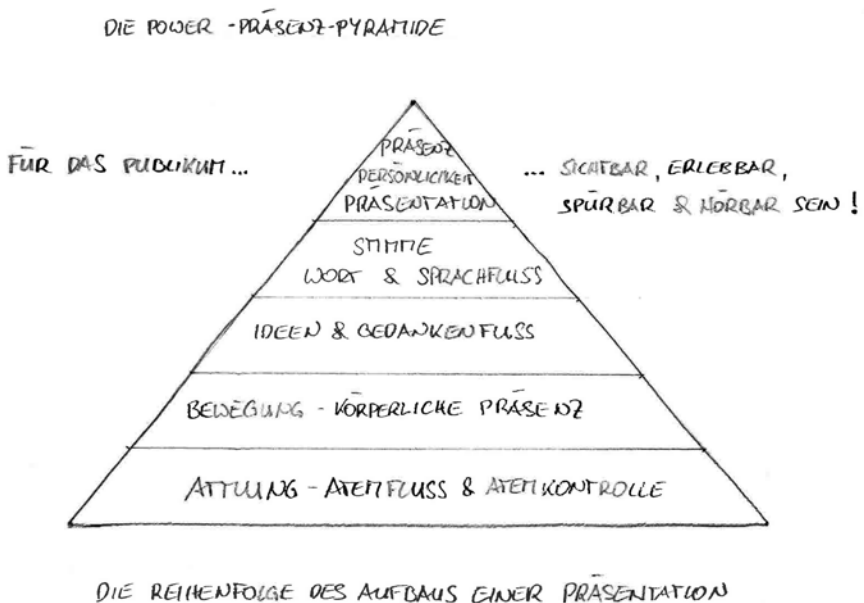 DIE POWER-PRÄSENZ-PYRAMIDE
FÜR DAS PUBLIKUM...
PRÄSENZ
PERSÖNLICHKEIT
PRÄSENTATION
... SICHTBAR, ERLEBBAR,
SPÜRBAR & HÖRBAR SEIN!
STIMME
WORT & SPRACHFLUSS
IDEEN & GEDANKENFLUSS
BEWEGUNG - KÖRPERLICHE PRÄSENZ
ATMUNG - ATEMFLUSS & ATEMKONTROLLE
DIE REIHENFOLGE DES AUFBAUS EINER PRÄSENTATION